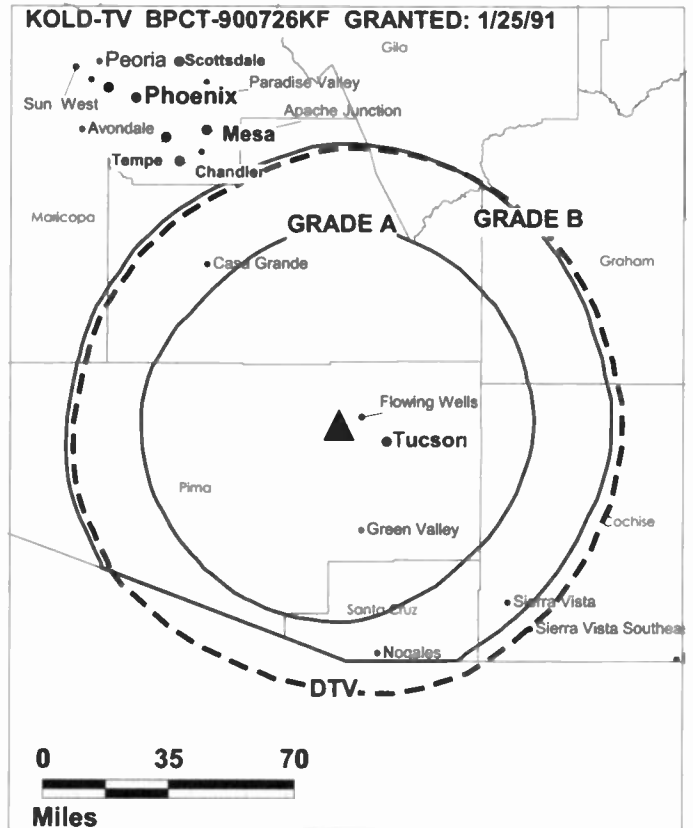 KOLD-TV BPCT-900726KF GRANTED: 1/25/91
Gila
Peoria
Scottsdale
Sun West
Phoenix
Paradise Valley
Apache Junction
Avondale
Mesa
Tempe
Chandler
Maricopa
GRADE A
GRADE B
Casa Grande
Graham
Flowing Wells
Tucson
Pima
Green Valley
Cochise
Santa Cruz
Sierra Vista
Sierra Vista Southeas
Nogales
DTV
0 35 70
Miles